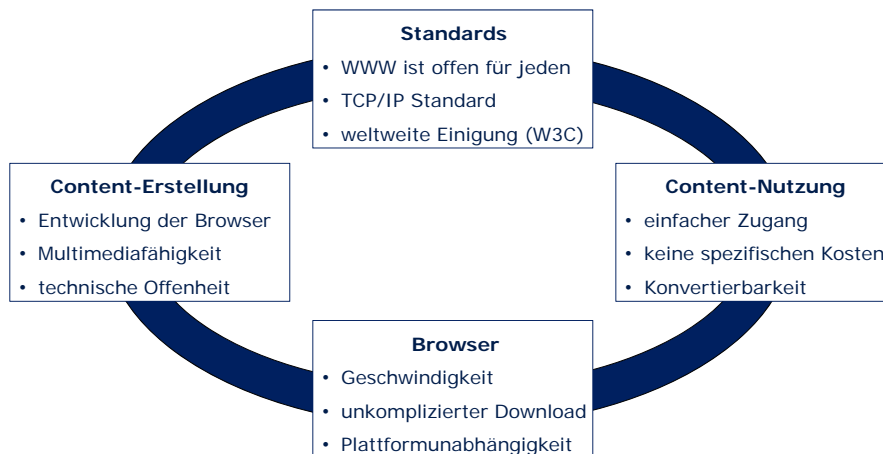 Standards
• WWW ist offen für jeden
• TCP/IP Standard
• weltweite Einigung (W3C)
Content-Erstellung
• Entwicklung der Browser
• Multimediafähigkeit
• technische Offenheit
Content-Nutzung
• einfacher Zugang
• keine spezifischen Kosten
• Konvertierbarkeit
Browser
• Geschwindigkeit
• unkomplizierter Download
• Plattformunabhängigkeit